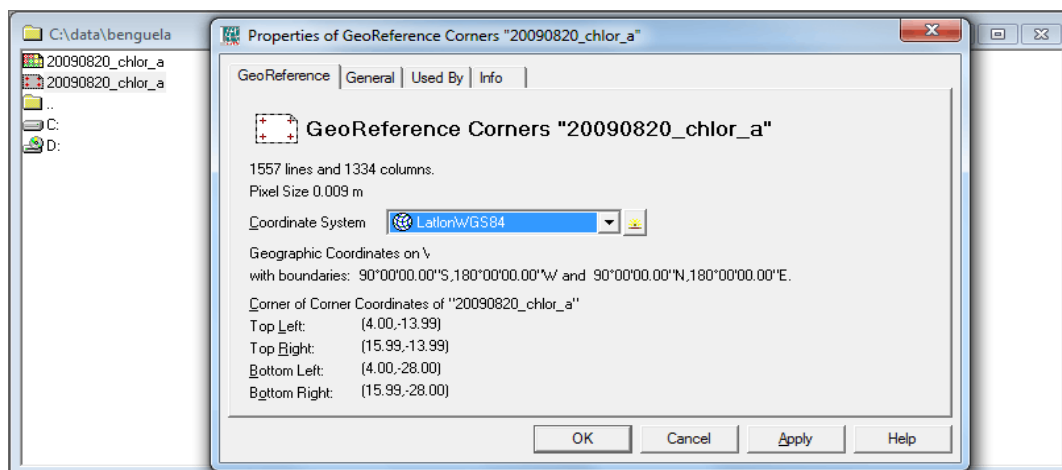 C:\data\benguela
20090820_chlor_a
20090820_chlor_a
..
C:
D:
Properties of GeoReference Corners "20090820_chlor_a"
GeoReference General Used By Info
GeoReference Corners "20090820_chlor_a"
1557 lines and 1334 columns.
Pixel Size 0.009 m
Coordinate System LatlonWGS84
Geographic Coordinates on \
with boundaries: 90°00'00.00''S,180°00'00.00''W and 90°00'00.00''N,180°00'00.00''E.
Corner of Corner Coordinates of "20090820_chlor_a"
Top Left: (4.00,-13.99)
Top Right: (15.99,-13.99)
Bottom Left: (4.00,-28.00)
Bottom Right: (15.99,-28.00)
OK Cancel Apply Help